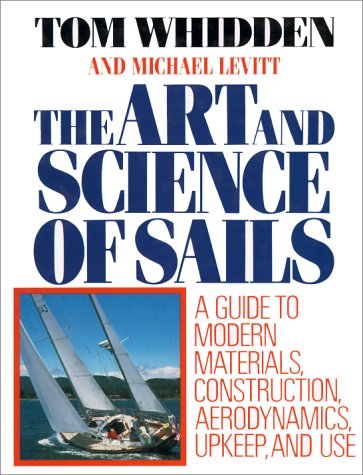 TOM WHIDDEN
AND MICHAEL LEVITT
THE ART AND
SCIENCE
OF SAILS
A GUIDE TO
MODERN
MATERIALS,
CONSTRUCTION,
AERODYNAMICS,
UPKEEP, AND USE